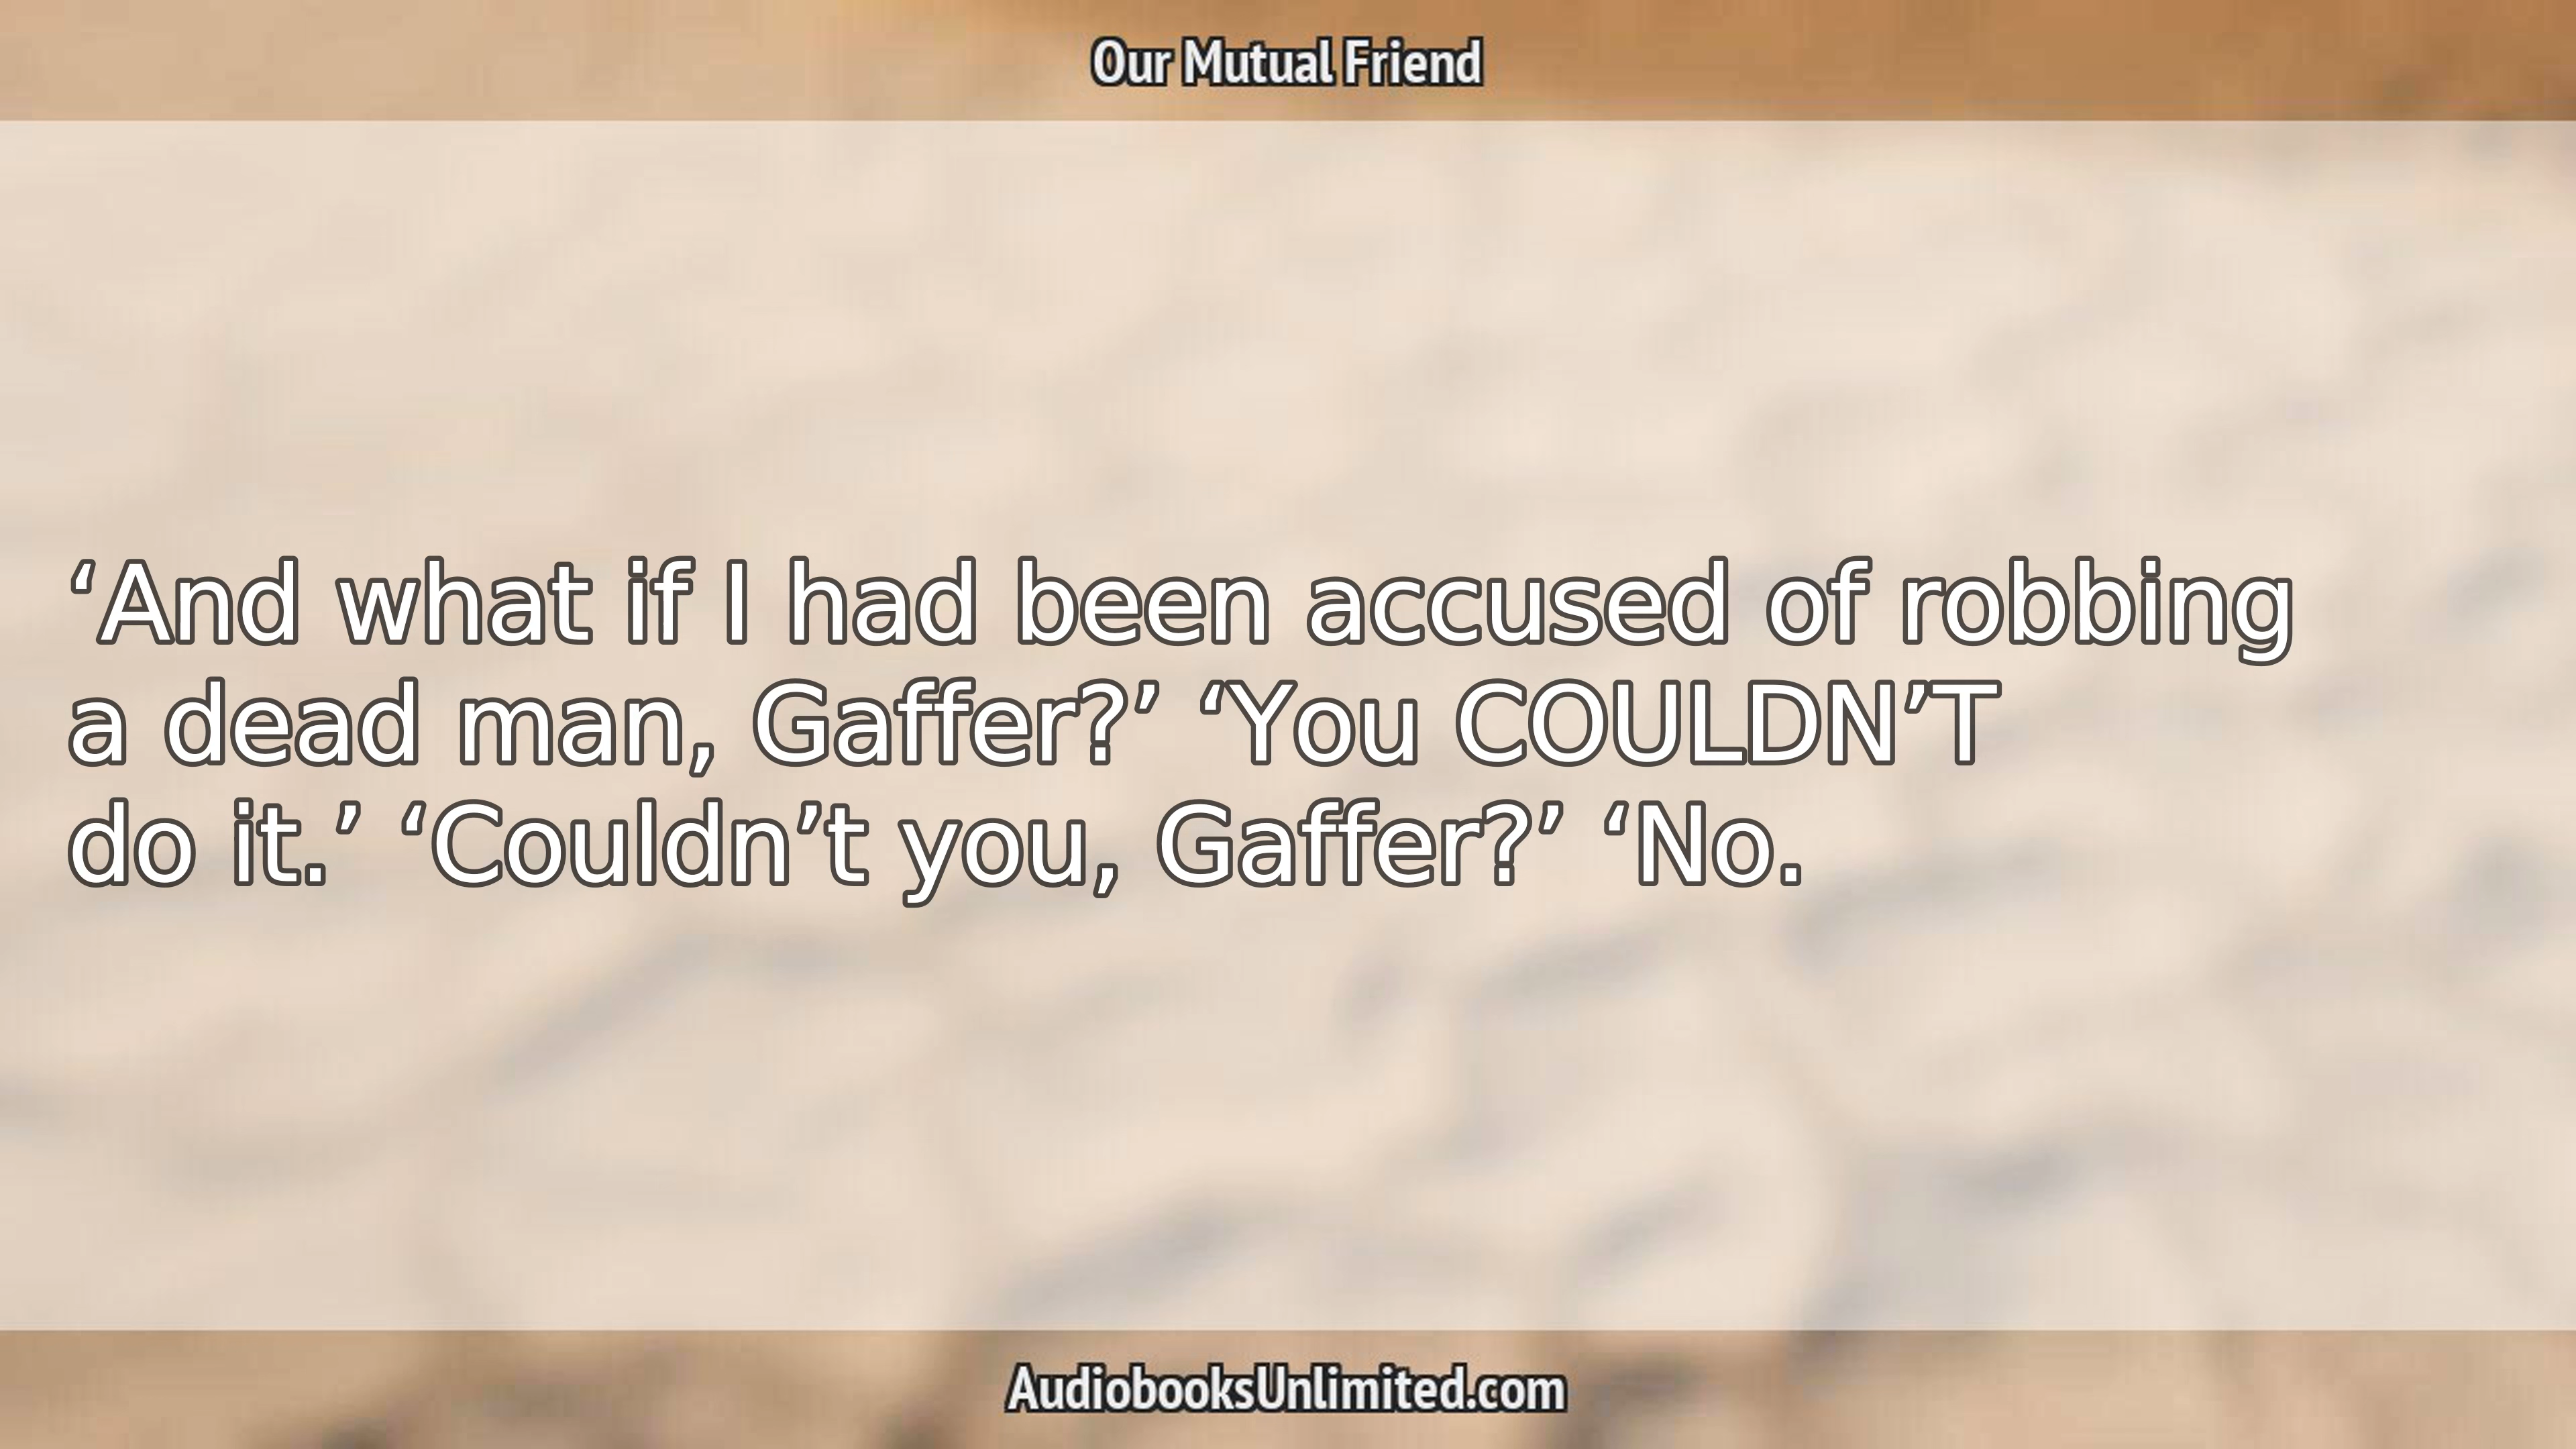 Our Mutual Friend
‘And what if I had been accused of robbing
a dead man, Gaffer?’ ‘You COULDN’T
do it.’ ‘Couldn’t you, Gaffer?’ ‘No.
AudiobooksUnlimited.com